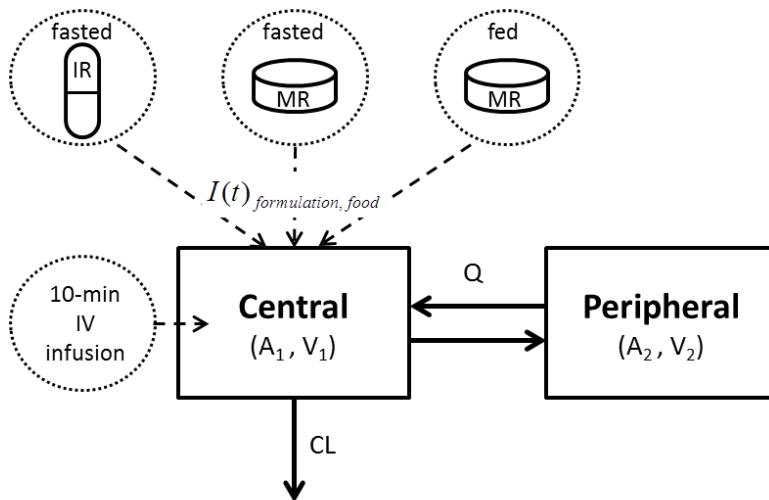 fasted
IR
fasted
MR
fed
MR
I(t) formulation, food
10-min
IV
infusion
Central
(A₁ , V₁)
Q
Peripheral
(A₂ , V₂)
CL